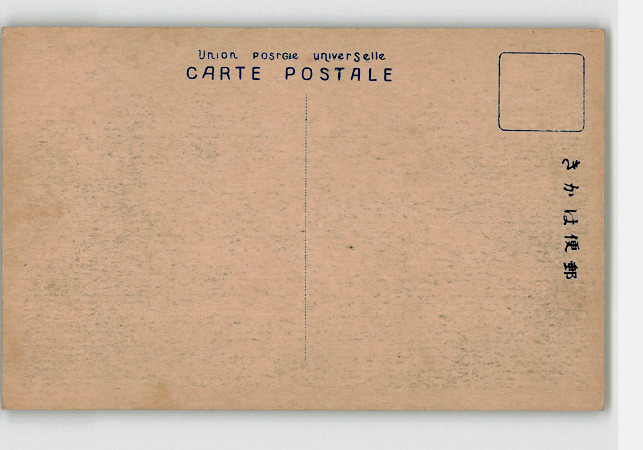 Union postale universelle
CARTE POSTALE
きかは便郵